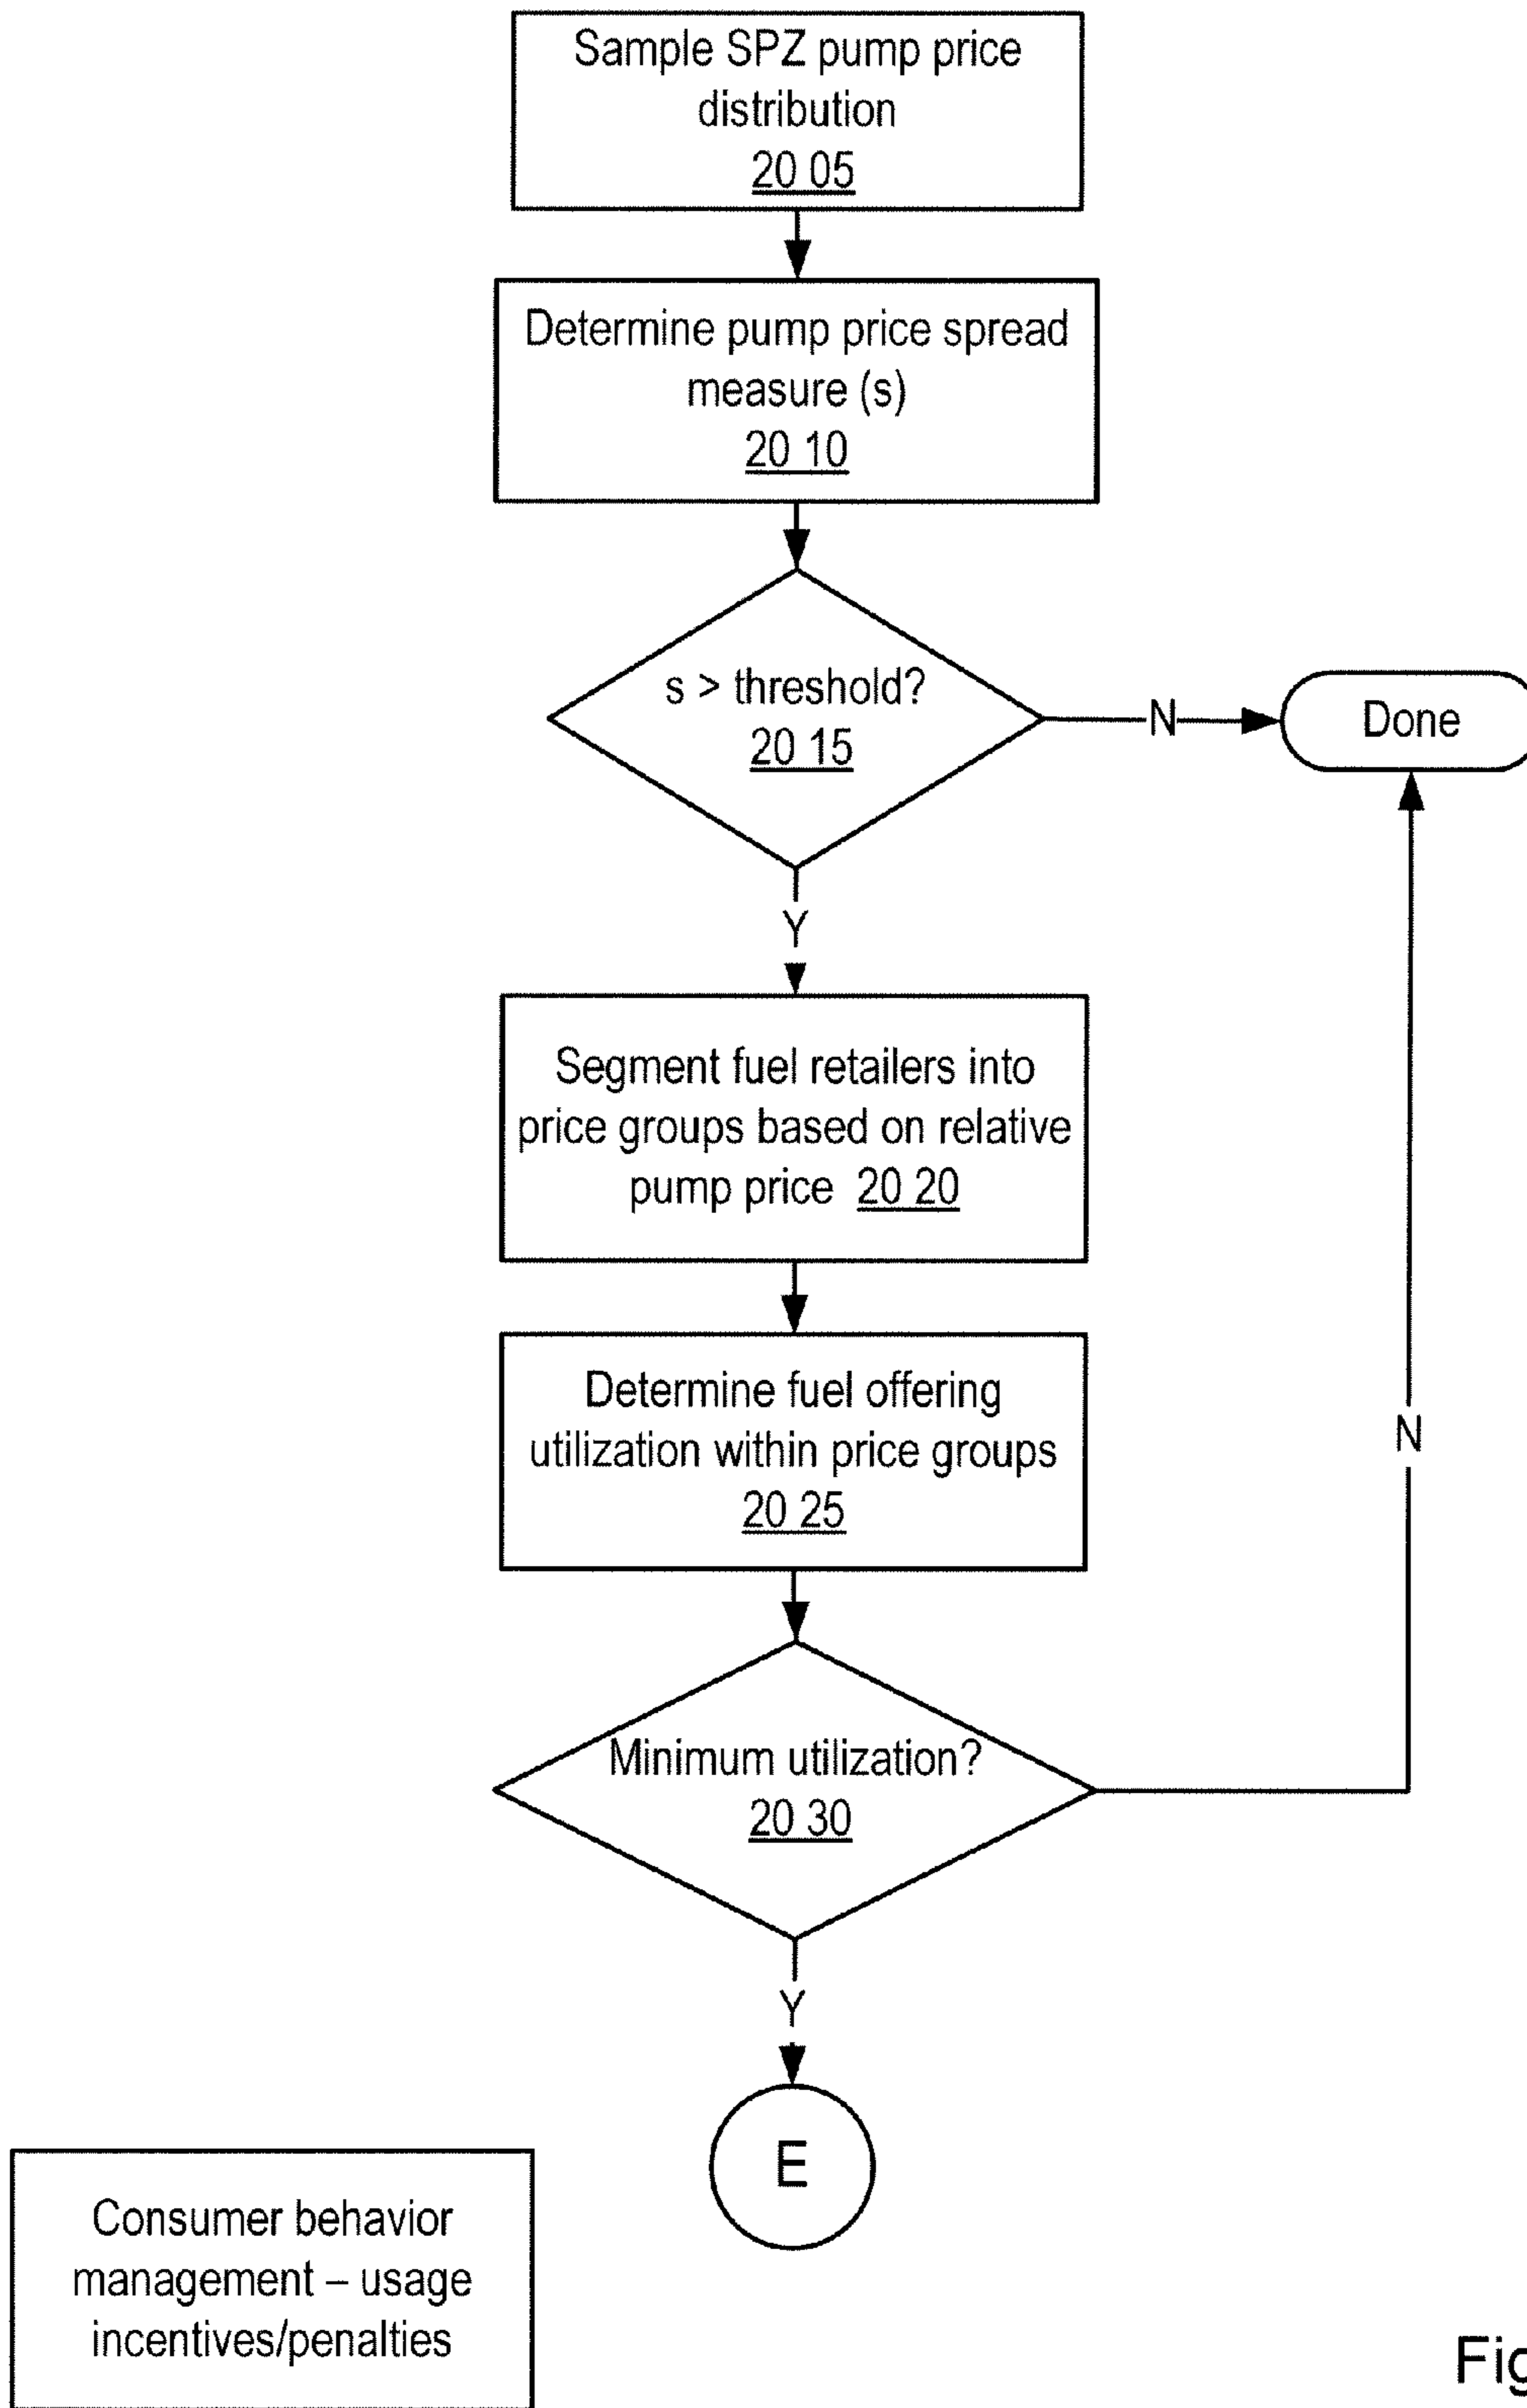 Sample SPZ pump price
distribution
20 05
Determine pump price spread
measure (s)
20 10
s > threshold?
20 15
N
Done
Y
Segment fuel retailers into
price groups based on relative
pump price 20 20
Determine fuel offering
utilization within price groups
20 25
N
Minimum utilization?
20 30
Y
E
Consumer behavior
management – usage
incentives/penalties
Fig